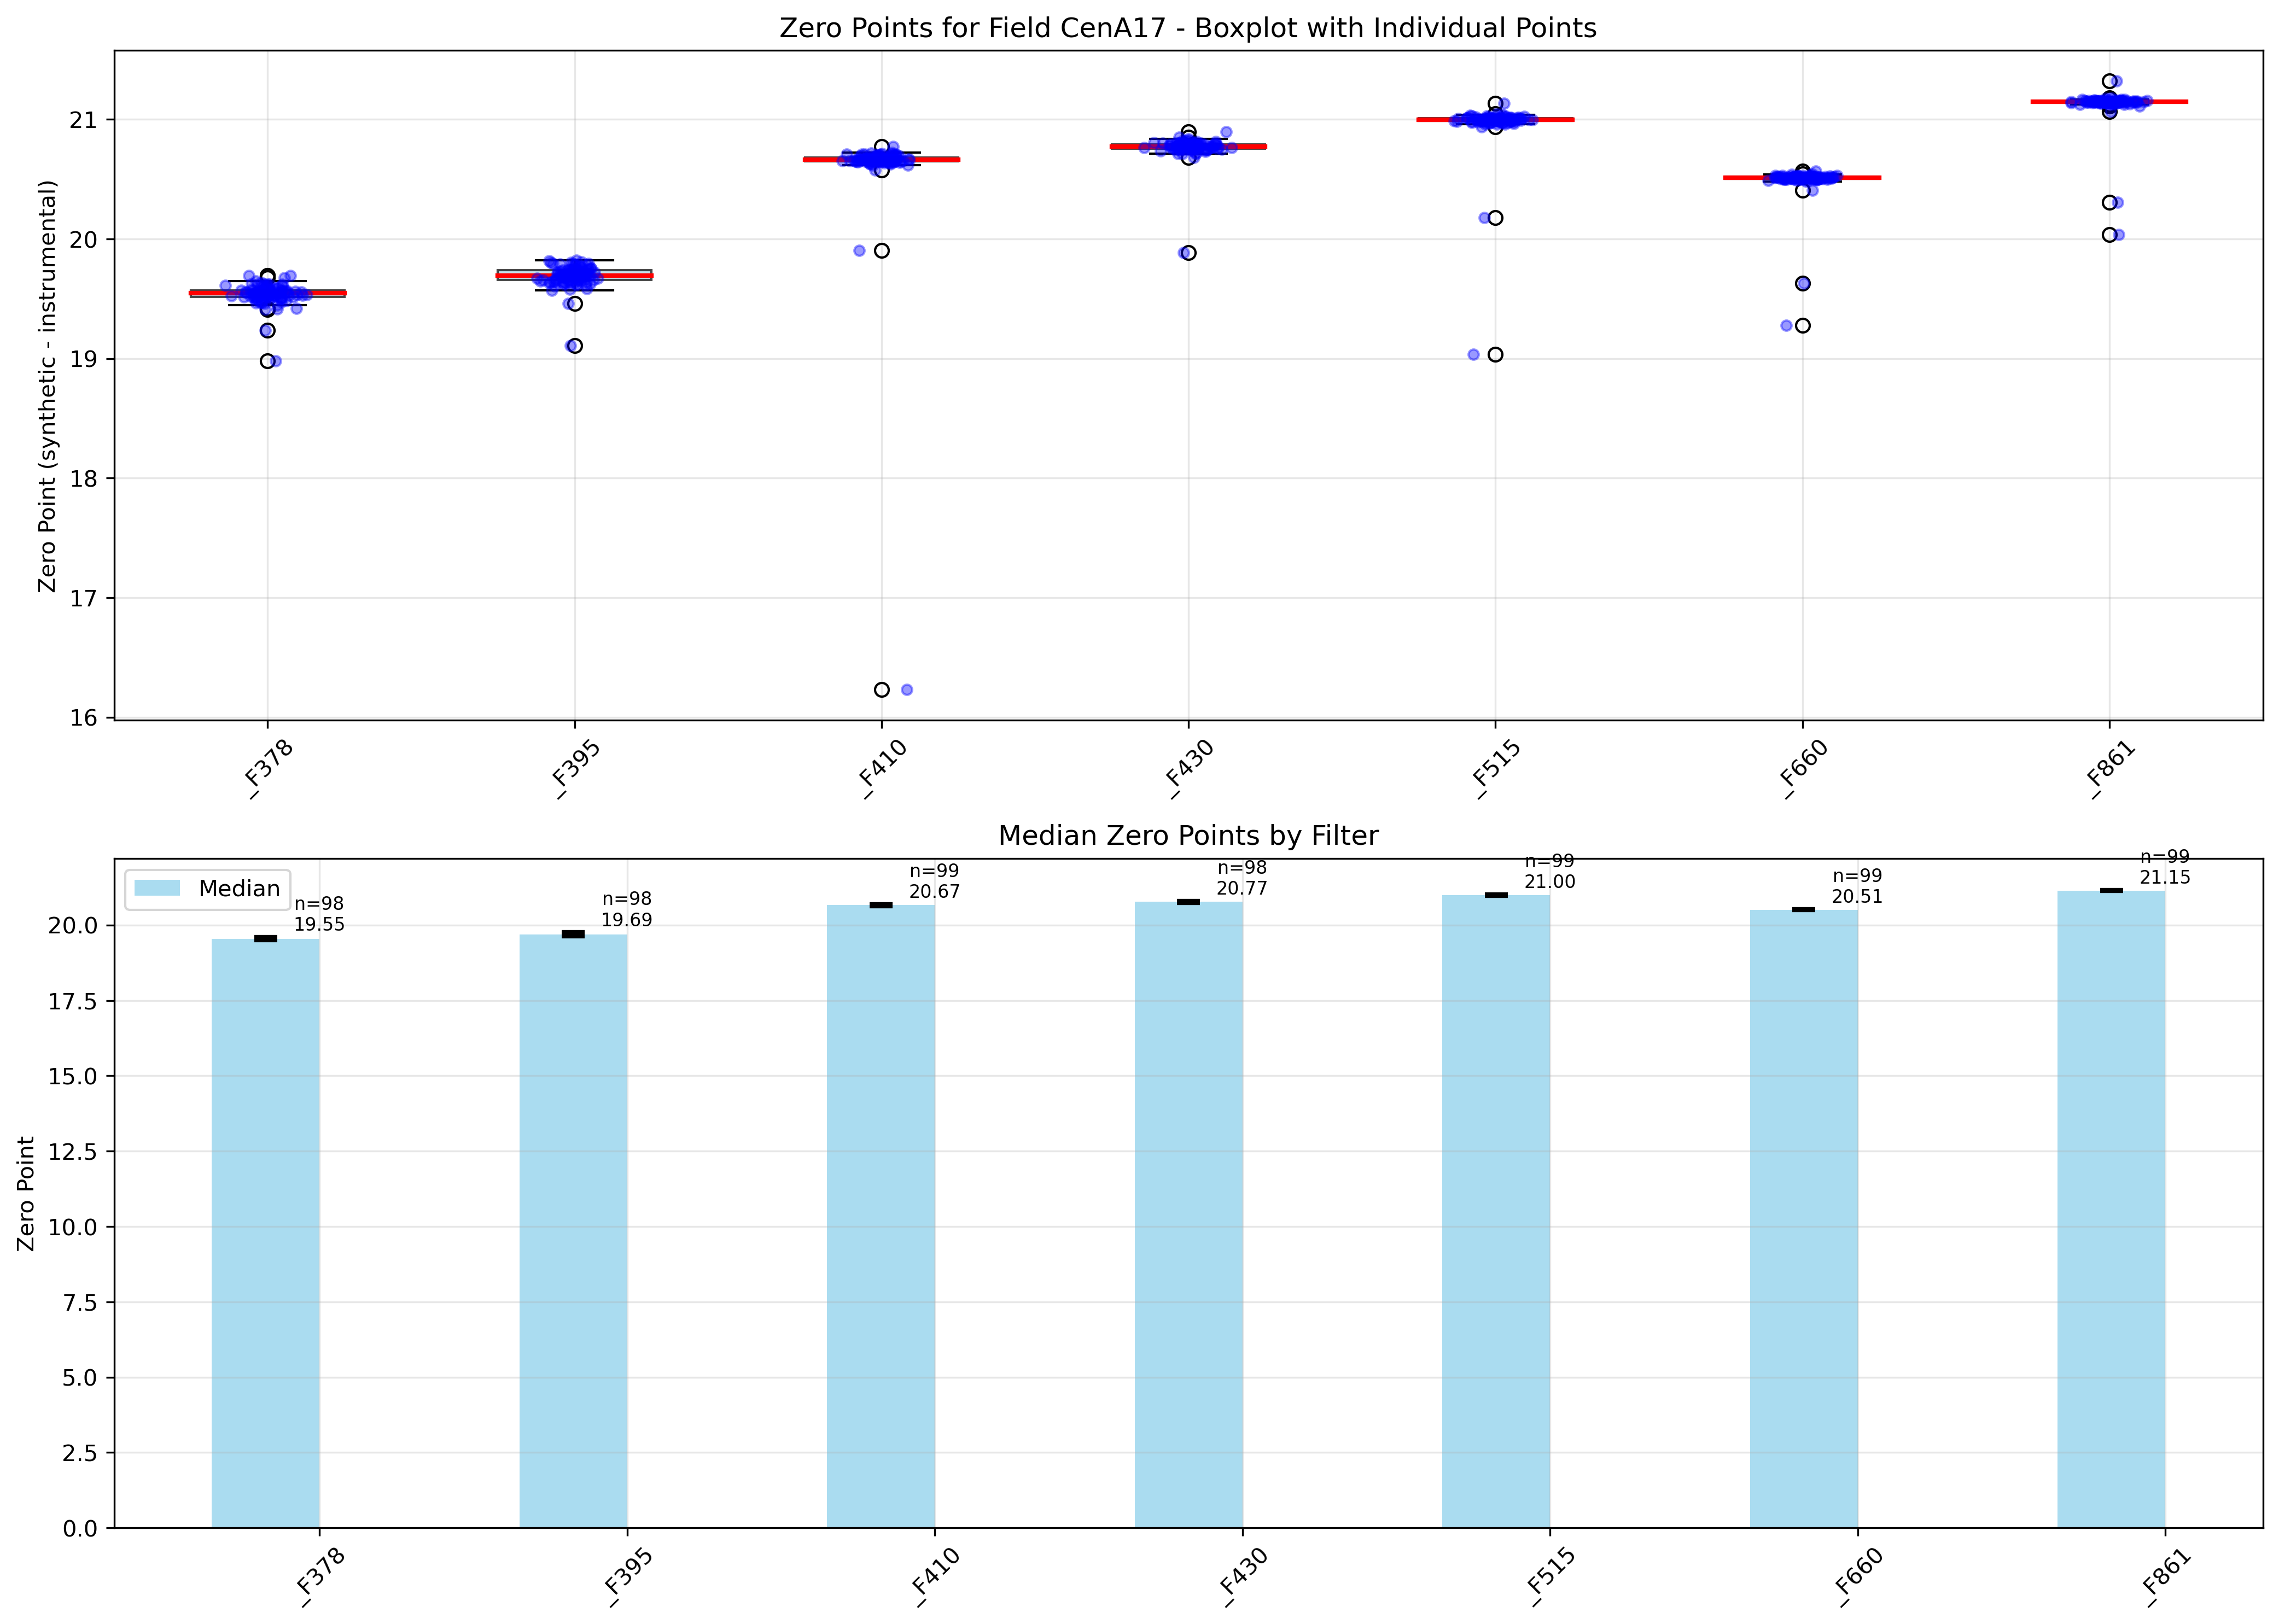 Zero Points for Field CenA17 - Boxplot with Individual Points
Zero Point (synthetic - instrumental)
21
20
19
18
17
16
_F378
_F395
_F410
_F430
_F515
_F660
_F861
Median Zero Points by Filter
Zero Point
Median
n=98
19.55
n=98
19.69
n=99
20.67
n=98
20.77
n=99
21.00
n=99
20.51
n=99
21.15
20.0
17.5
15.0
12.5
10.0
7.5
5.0
2.5
0.0
_F378
_F395
_F410
_F430
_F515
_F660
_F861